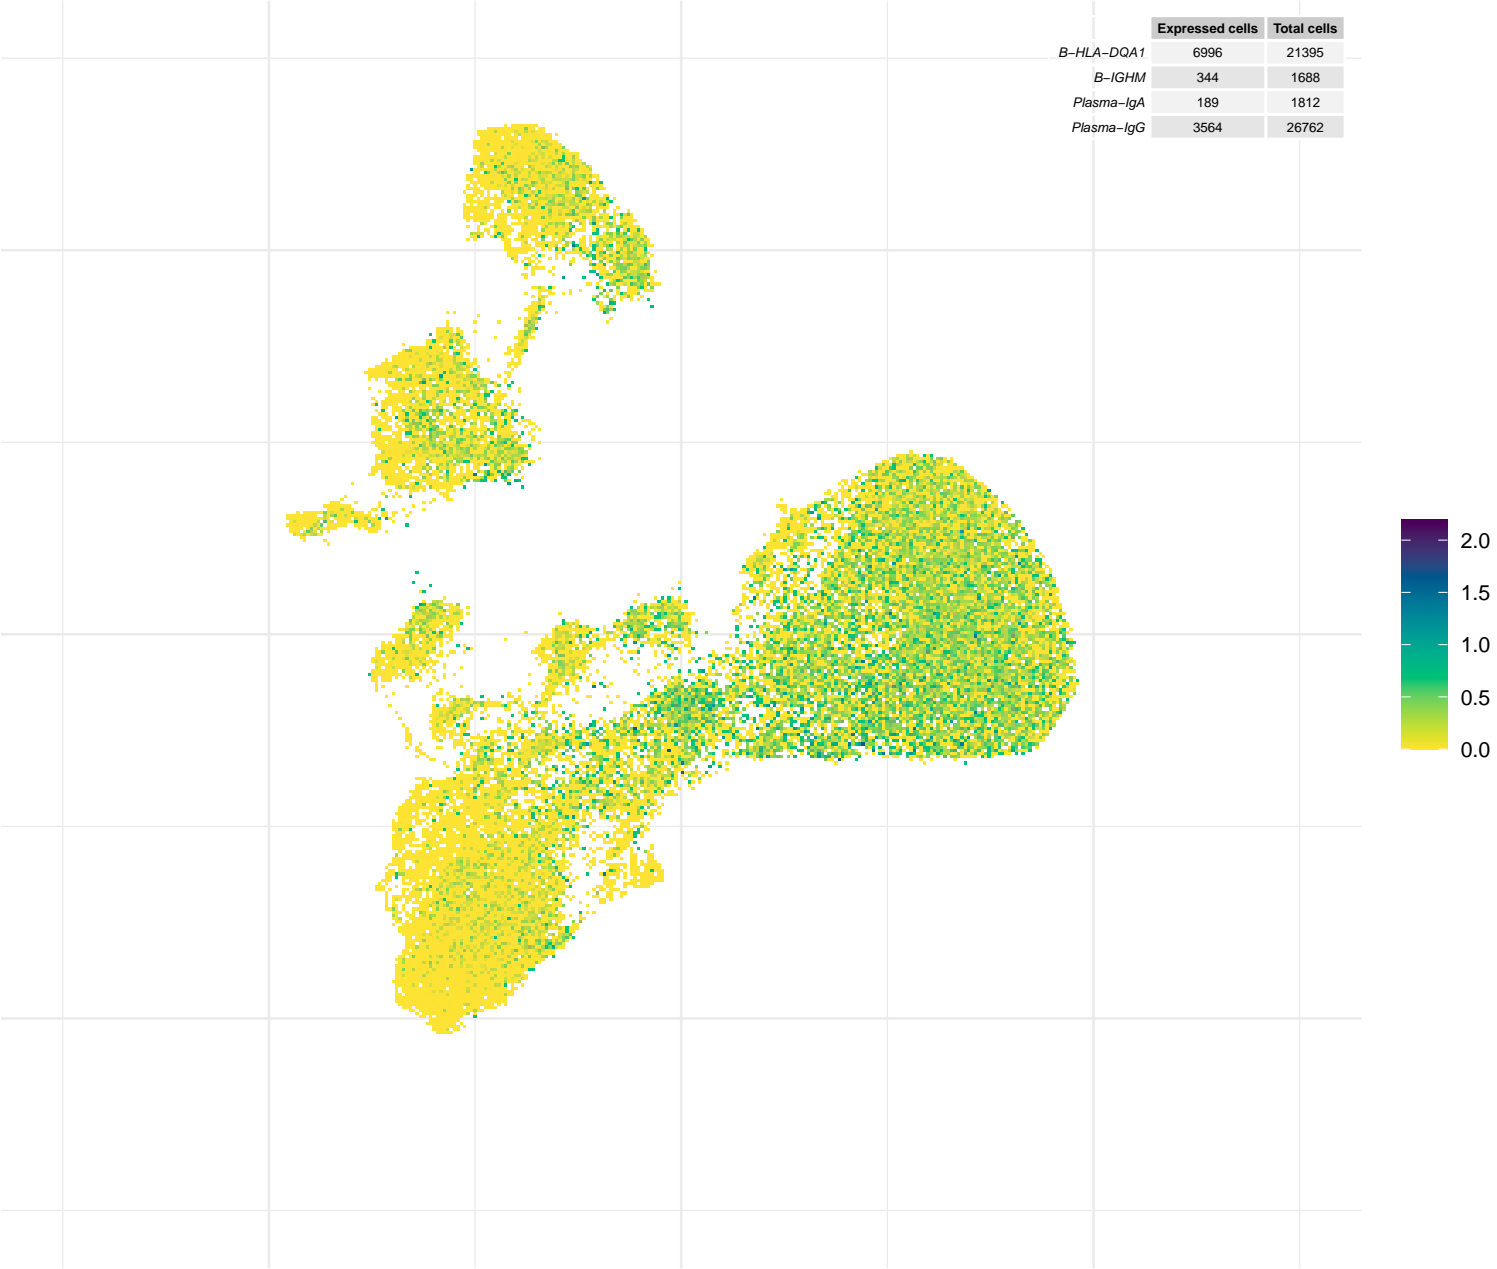 Expressed cells Total cells
B−HLA−DQA1 6996 21395
B−IGHM 344 1688
Plasma−IgA 189 1812
Plasma−IgG 3564 26762
2.0
1.5
1.0
0.5
0.0